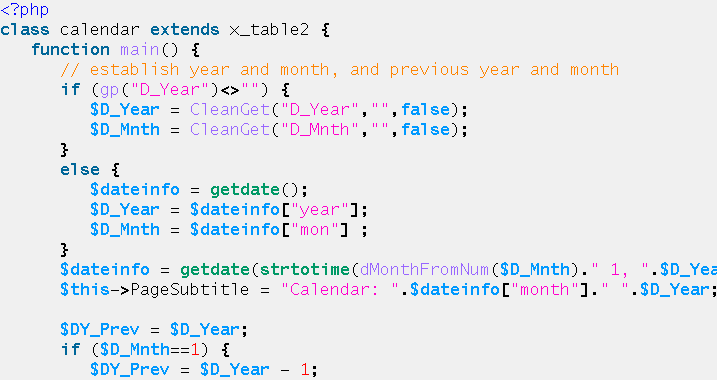 <?php
class calendar extends x_table2 {
function main() {
// establish year and month, and previous year and month
if (gp("D_Year")<>"") {
$D_Year = CleanGet("D_Year","",false);
$D_Mnth = CleanGet("D_Mnth","",false);
}
else {
$dateinfo = getdate();
$D_Year = $dateinfo["year"];
$D_Mnth = $dateinfo["mon"] ;
}
$dateinfo = getdate(strtotime(dMonthFromNum($D_Mnth)." 1, ".$D_Yea
$this->PageSubtitle = "Calendar: ".$dateinfo["month"]." ".$D_Year;
$DY_Prev = $D_Year;
if ($D_Mnth==1) {
$DY_Prev = $D_Year - 1;